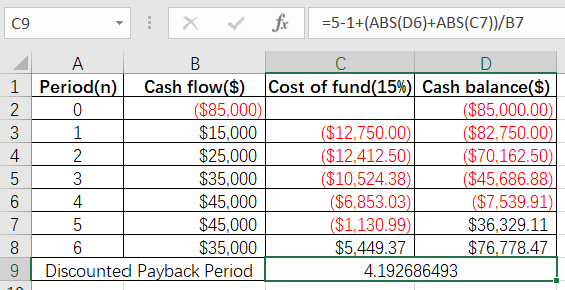 C9 fx =5-1+(ABS(D6)+ABS(C7))/B7
A B C D
1 Period(n) Cash flow($) Cost of fund(15%) Cash balance($)
2 0 ($85,000) ($85,000.00)
3 1 $15,000 ($12,750.00) ($82,750.00)
4 2 $25,000 ($12,412.50) ($70,162.50)
5 3 $35,000 ($10,524.38) ($45,686.88)
6 4 $45,000 ($6,853.03) ($7,539.91)
7 5 $45,000 ($1,130.99) $36,329.11
8 6 $35,000 $5,449.37 $76,778.47
9 Discounted Payback Period 4.192686493